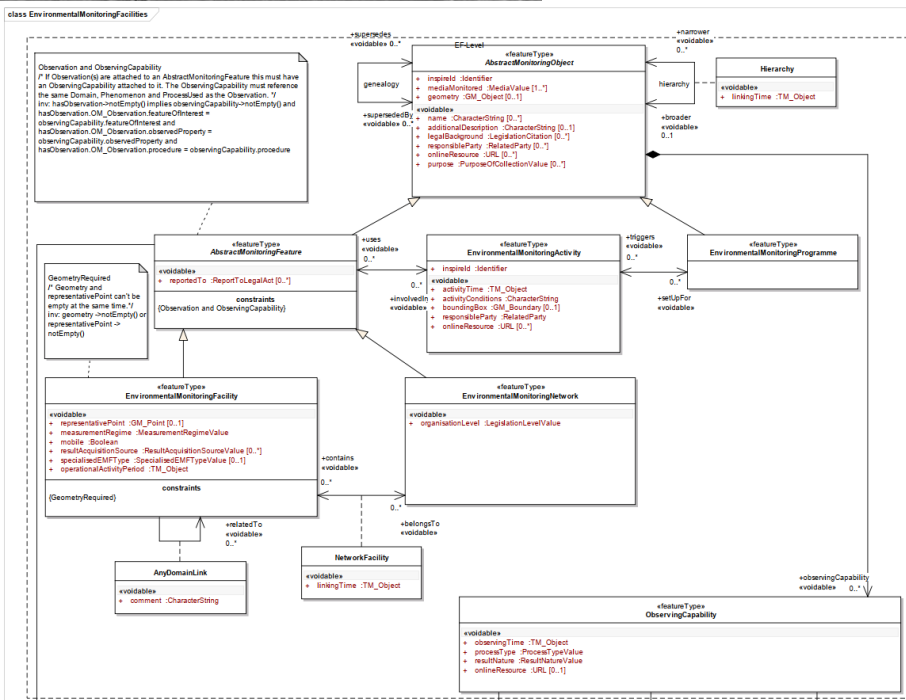 class EnvironmentalMonitoringFacilities
Observation and ObservingCapability
/* If Observation(s) are attached to an AbstractMonitoringFeature this must have
an ObservingCapability attached to it. The ObservingCapability must reference
the same Domain, Phenomenon and ProcessUsed as the Observation. */
inv: hasObservation->notEmpty() implies observingCapability->notEmpty() and
hasObservation.OM_Observation.featureOfInterest =
observingCapability.featureOfInterest and
hasObservation.OM_Observation.observedProperty =
observingCapability.observedProperty and
hasObservation.OM_Observation.procedure = observingCapability.procedure
+supersedes
«voidable» 0..*
genealogy
+supersededBy
«voidable» 0..*
EF-Level
«featureType»
AbstractMonitoringObject
+ inspireId :Identifier
+ mediaMonitored :MediaValue [1..*]
+ geometry :GM_Object [0..1]
«voidable»
+ name :CharacterString [0..*]
+ additionalDescription :CharacterString [0..1]
+ legalBackground :LegislationCitation [0..*]
+ responsibleParty :RelatedParty [0..*]
+ onlineResource :URL [0..*]
+ purpose :PurposeOfCollectionValue [0..*]
+narrower
«voidable»
0..*
hierarchy
+broader
«voidable»
0..1
Hierarchy
«voidable»
+ linkingTime :TM_Object
«featureType»
AbstractMonitoringFeature
«voidable»
+ reportedTo :ReportToLegalAct [0..*]
constraints
{Observation and ObservingCapability}
+uses
«voidable»
0..*
0..*
+involvedIn
«voidable»
«featureType»
EnvironmentalMonitoringActivity
+ inspireId :Identifier
«voidable»
+ activityTime :TM_Object
+ activityConditions :CharacterString
+ boundingBox :GM_Boundary [0..1]
+ responsibleParty :RelatedParty
+ onlineResource :URL [0..*]
+triggers
«voidable»
0..*
0..*
+setUpFor
«voidable»
«featureType»
EnvironmentalMonitoringProgramme
GeometryRequired
/* Geometry and
representativePoint can't be
empty at the same time.*/
inv: geometry ->notEmpty() or
representativePoint ->
notEmpty()
«featureType»
EnvironmentalMonitoringFacility
«voidable»
+ representativePoint :GM_Point [0..1]
+ measurementRegime :MeasurementRegimeValue
+ mobile :Boolean
+ resultAcquisitionSource :ResultAcquisitionSourceValue [0..*]
+ specialisedEMFType :SpecialisedEMFTypeValue [0..1]
+ operationalActivityPeriod :TM_Object
constraints
{GeometryRequired}
«featureType»
EnvironmentalMonitoringNetwork
«voidable»
+ organisationLevel :LegislationLevelValue
+contains
«voidable»
0..*
0..*
+belongsTo
«voidable»
+relatedTo
«voidable»
0..*
AnyDomainLink
«voidable»
+ comment :CharacterString
NetworkFacility
«voidable»
+ linkingTime :TM_Object
+observingCapability
«voidable» 0..*
«featureType»
ObservingCapability
«voidable»
+ observingTime :TM_Object
+ processType :ProcessTypeValue
+ resultNature :ResultNatureValue
+ onlineResource :URL [0..1]